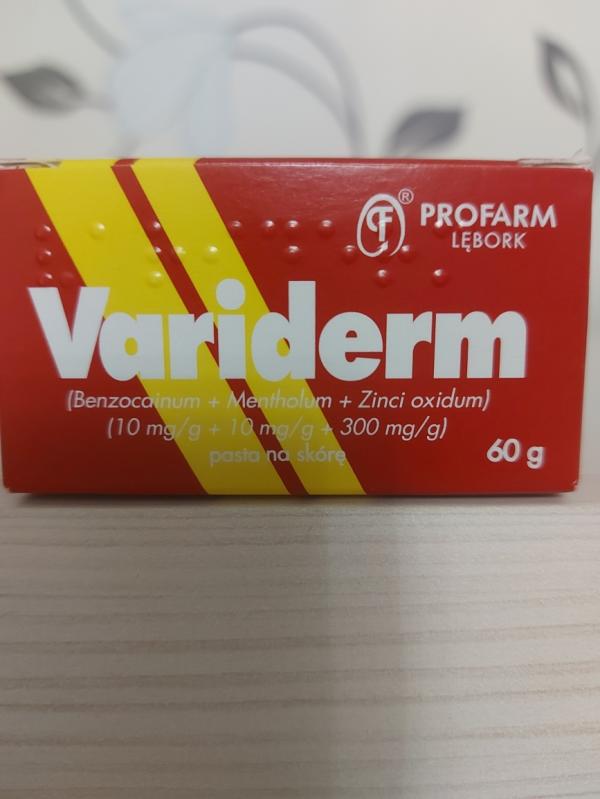 PROFARM
LĘBORK
Variderm
(Benzocainum + Mentholum + Zinci oxidum)
(10 mg/g + 10 mg/g + 300 mg/g)
pasta na skórę
60 g